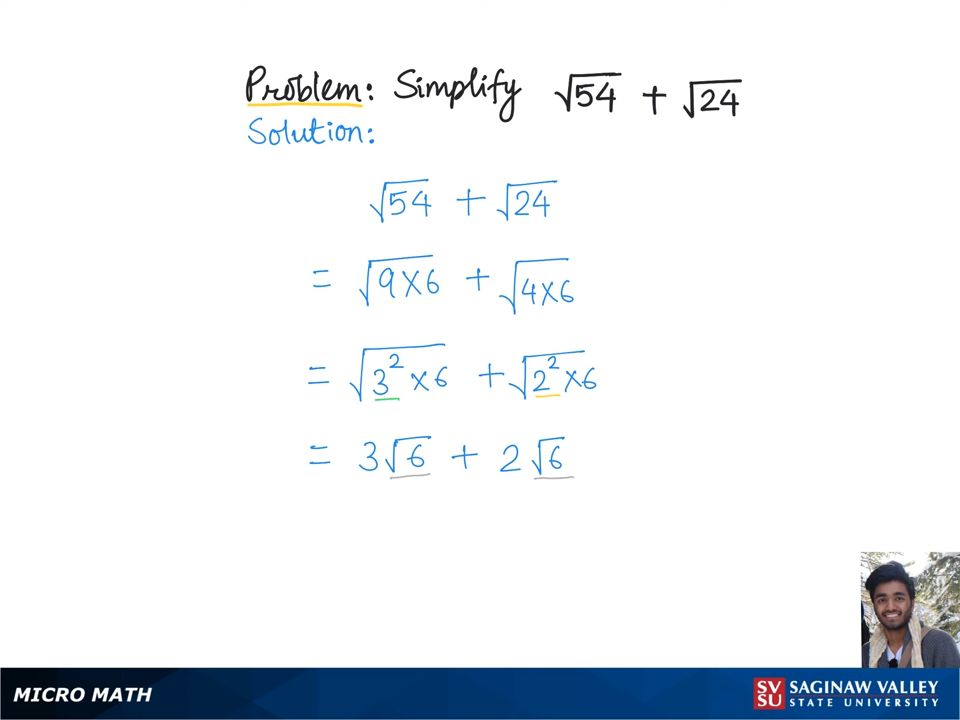 Problem: Simplify √54 + √24
Solution:
√54 + √24
= √9×6 + √4×6
= √3² × 6 + √2² × 6
= 3√6 + 2√6
MICRO MATH
SV SU SAGINAW VALLEY STATE UNIVERSITY